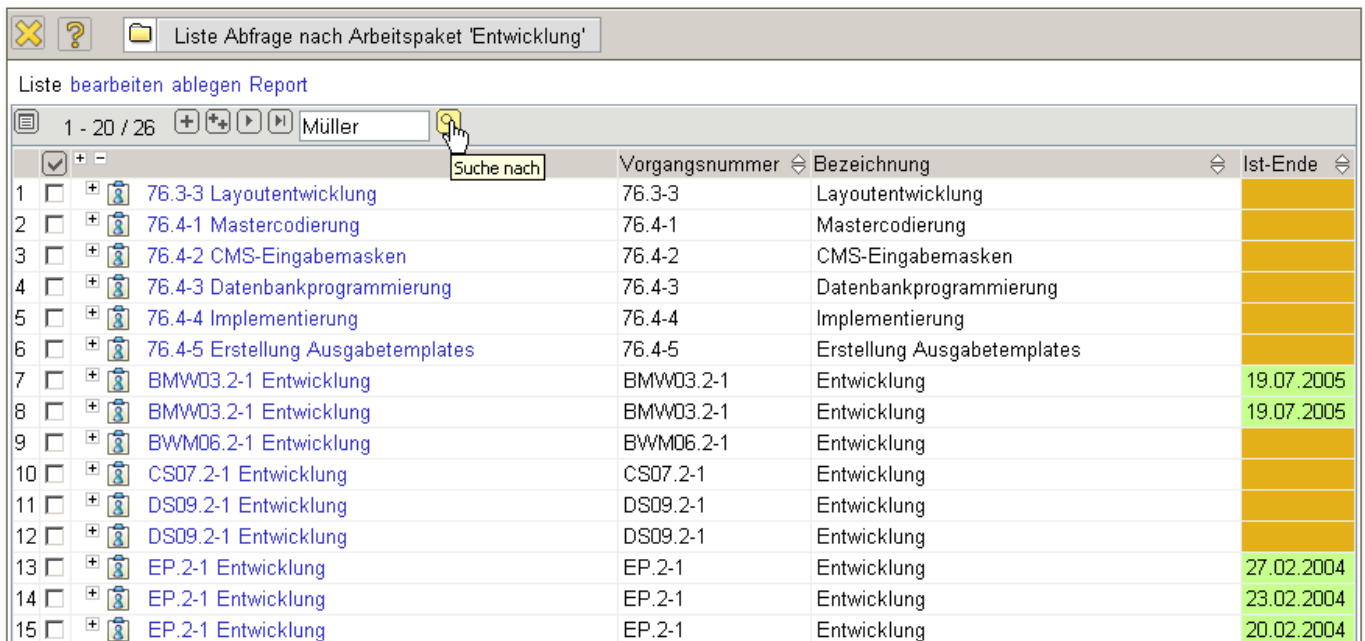 Liste Abfrage nach Arbeitspaket 'Entwicklung'
Liste bearbeiten ablegen Report
1 - 20 / 26 Müller
Suche nach
Vorgangsnummer Bezeichnung Ist-Ende
1 76.3-3 Layoutentwicklung 76.3-3 Layoutentwicklung
2 76.4-1 Mastercodierung 76.4-1 Mastercodierung
3 76.4-2 CMS-Eingabemasken 76.4-2 CMS-Eingabemasken
4 76.4-3 Datenbankprogrammierung 76.4-3 Datenbankprogrammierung
5 76.4-4 Implementierung 76.4-4 Implementierung
6 76.4-5 Erstellung Ausgabetemplates 76.4-5 Erstellung Ausgabetemplates
7 BMW03.2-1 Entwicklung BMW03.2-1 Entwicklung 19.07.2005
8 BMW03.2-1 Entwicklung BMW03.2-1 Entwicklung 19.07.2005
9 BWM06.2-1 Entwicklung BWM06.2-1 Entwicklung
10 CS07.2-1 Entwicklung CS07.2-1 Entwicklung
11 DS09.2-1 Entwicklung DS09.2-1 Entwicklung
12 DS09.2-1 Entwicklung DS09.2-1 Entwicklung
13 EP.2-1 Entwicklung EP.2-1 Entwicklung 27.02.2004
14 EP.2-1 Entwicklung EP.2-1 Entwicklung 23.02.2004
15 EP.2-1 Entwicklung EP.2-1 Entwicklung 20.02.2004